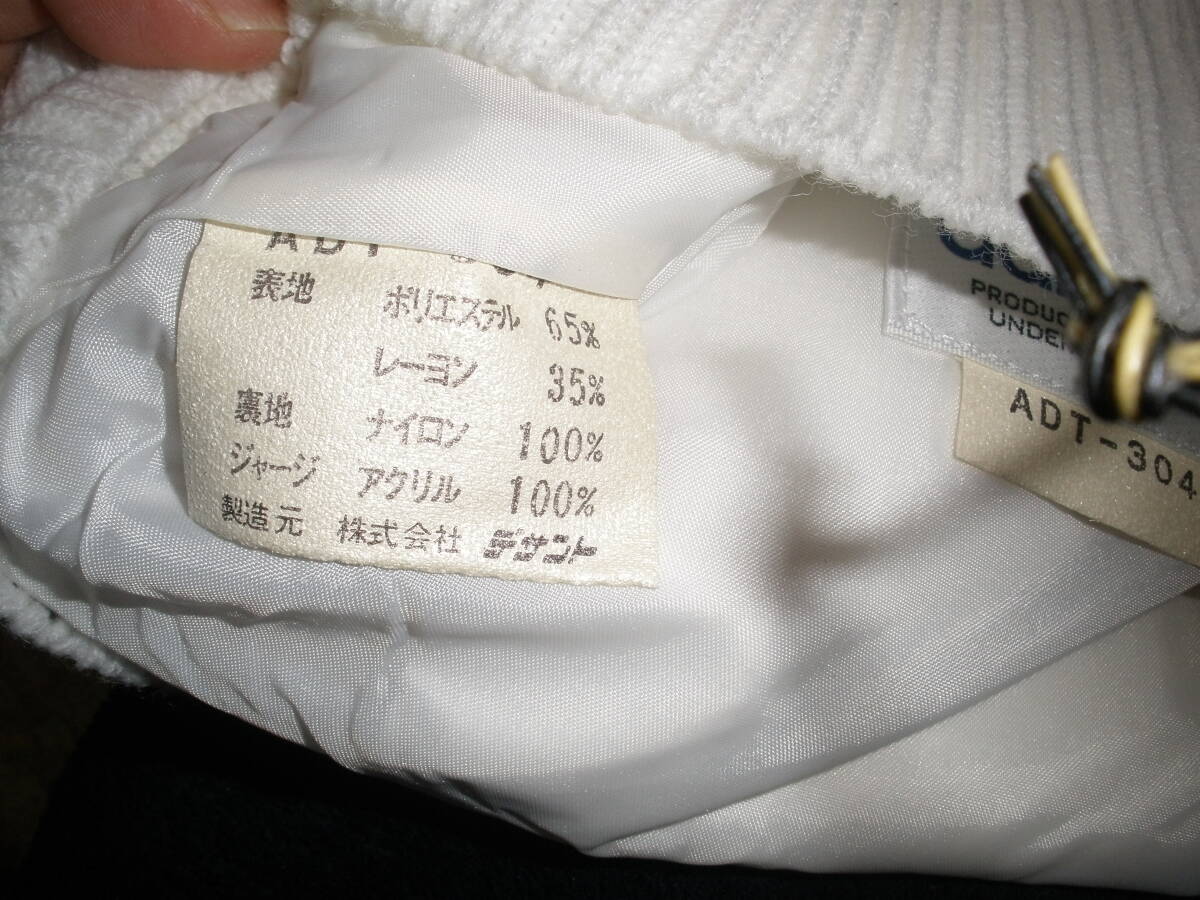 ADT
表地 ポリエステル 65%
レーヨン 35%
裏地 ナイロン 100%
ジャージ アクリル 100%
製造元 株式会社 デサント
PRODUC
UNDER
ADT-304